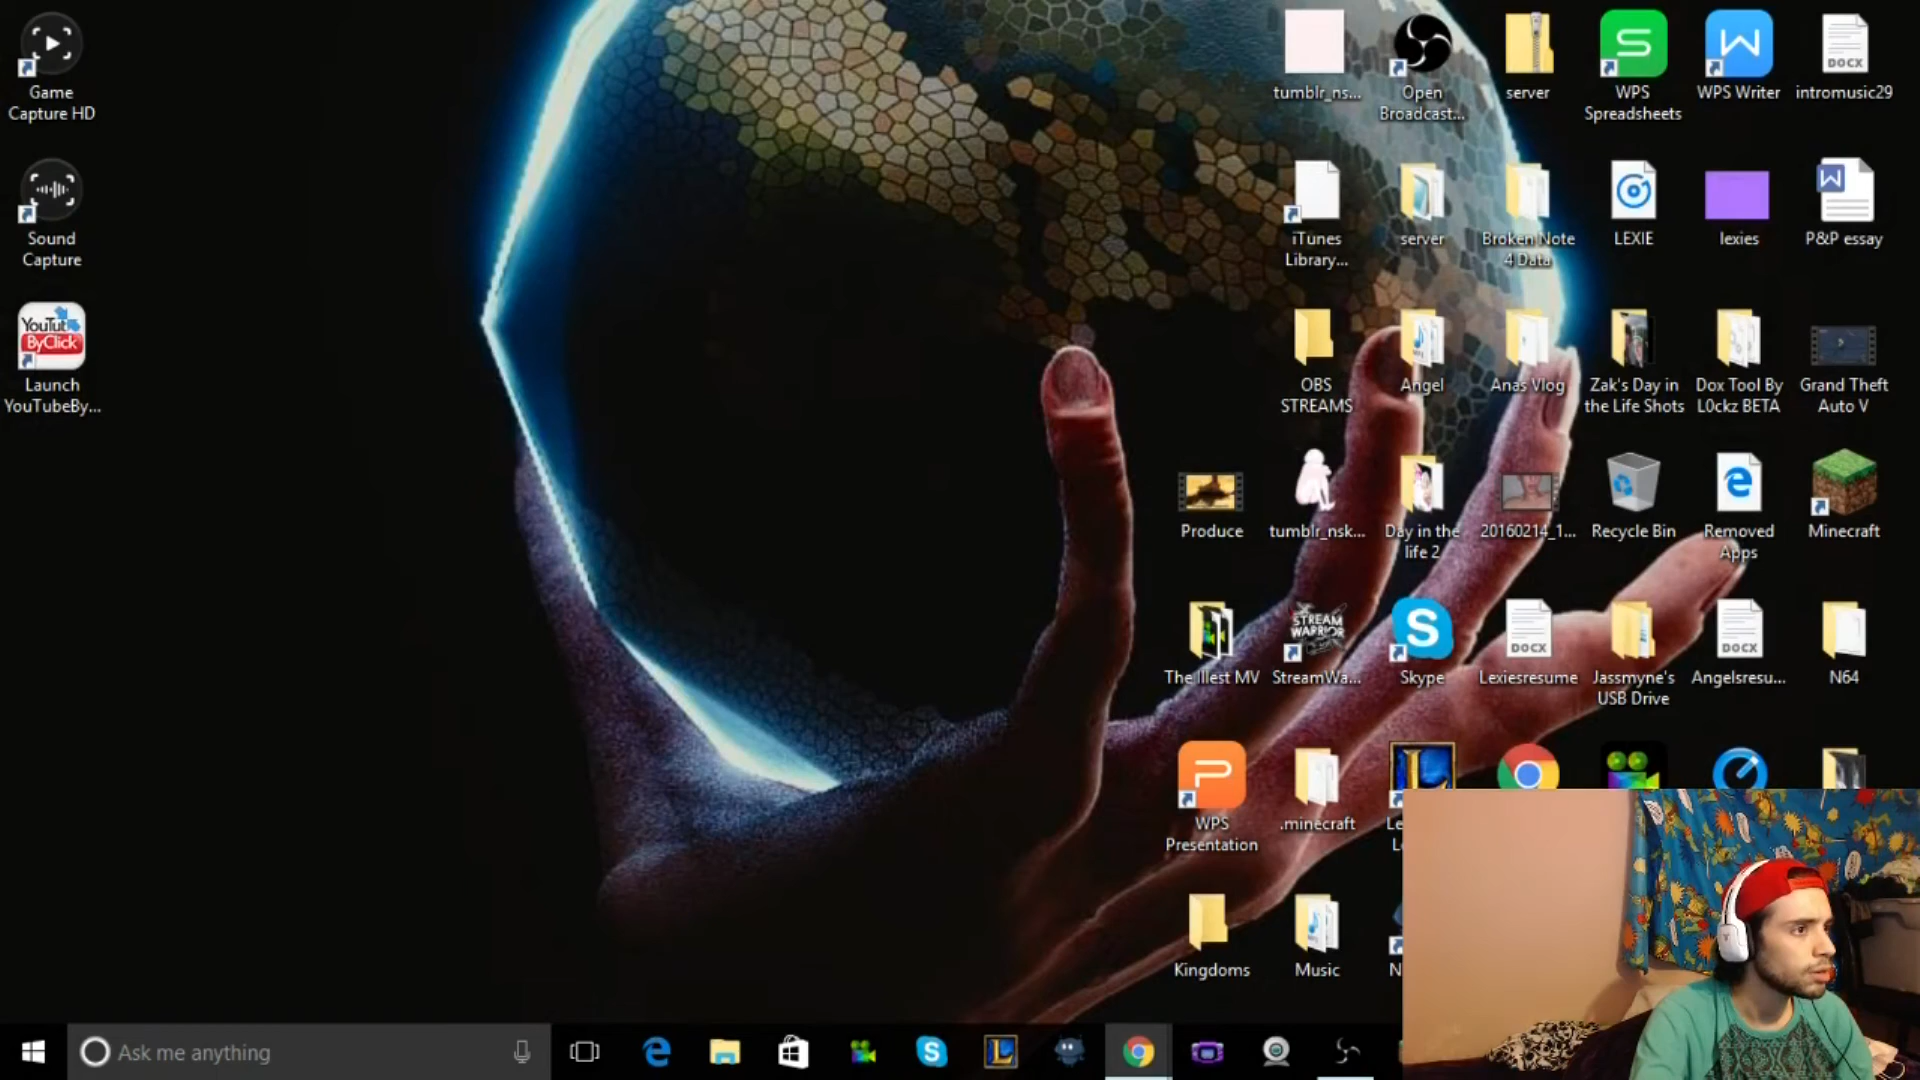 Game
Capture HD
Sound
Capture
YouTub
ByClick
Launch
YouTubeBy...
tumblr_ns...
Open
Broadcast...
server
S
WPS
Spreadsheets
W
WPS Writer
DOCX
intromusic29
iTunes
Library...
server
Broken Note
4 Data
LEXIE
lexies
W
P&P essay
OBS
STREAMS
Angel
Anas Vlog
Zak's Day in
the Life Shots
Dox Tool By
L0ckz BETA
Grand Theft
Auto V
Produce
tumblr_nsk...
Day in the
life 2
20160214_1...
Recycle Bin
Removed
Apps
Minecraft
The Illest MV
STREAM
WARRIOR
StreamWa...
Skype
DOCX
Lexiesresume
Jassmyne's
USB Drive
DOCX
Angelsresu...
N64
P
WPS
Presentation
.minecraft
Kingdoms
Music
Ask me anything